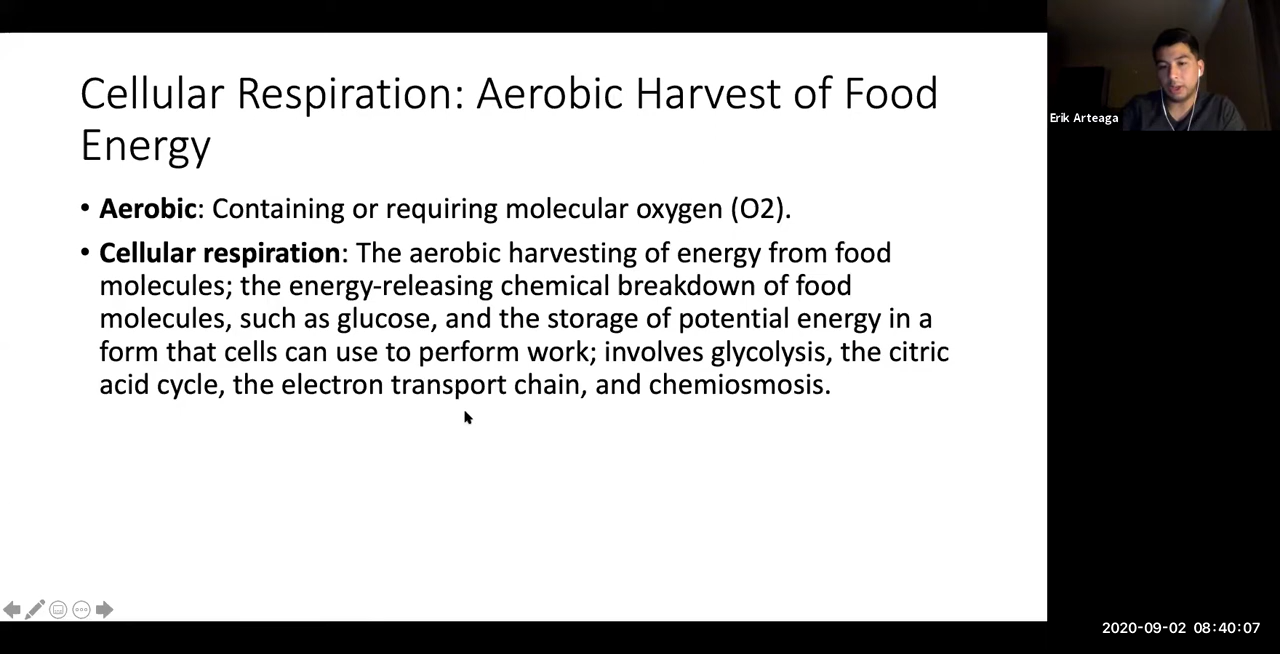 Cellular Respiration: Aerobic Harvest of Food
Energy
• Aerobic: Containing or requiring molecular oxygen (O2).
• Cellular respiration: The aerobic harvesting of energy from food
molecules; the energy-releasing chemical breakdown of food
molecules, such as glucose, and the storage of potential energy in a
form that cells can use to perform work; involves glycolysis, the citric
acid cycle, the electron transport chain, and chemiosmosis.
Erik Arteaga
2020-09-02 08:40:07